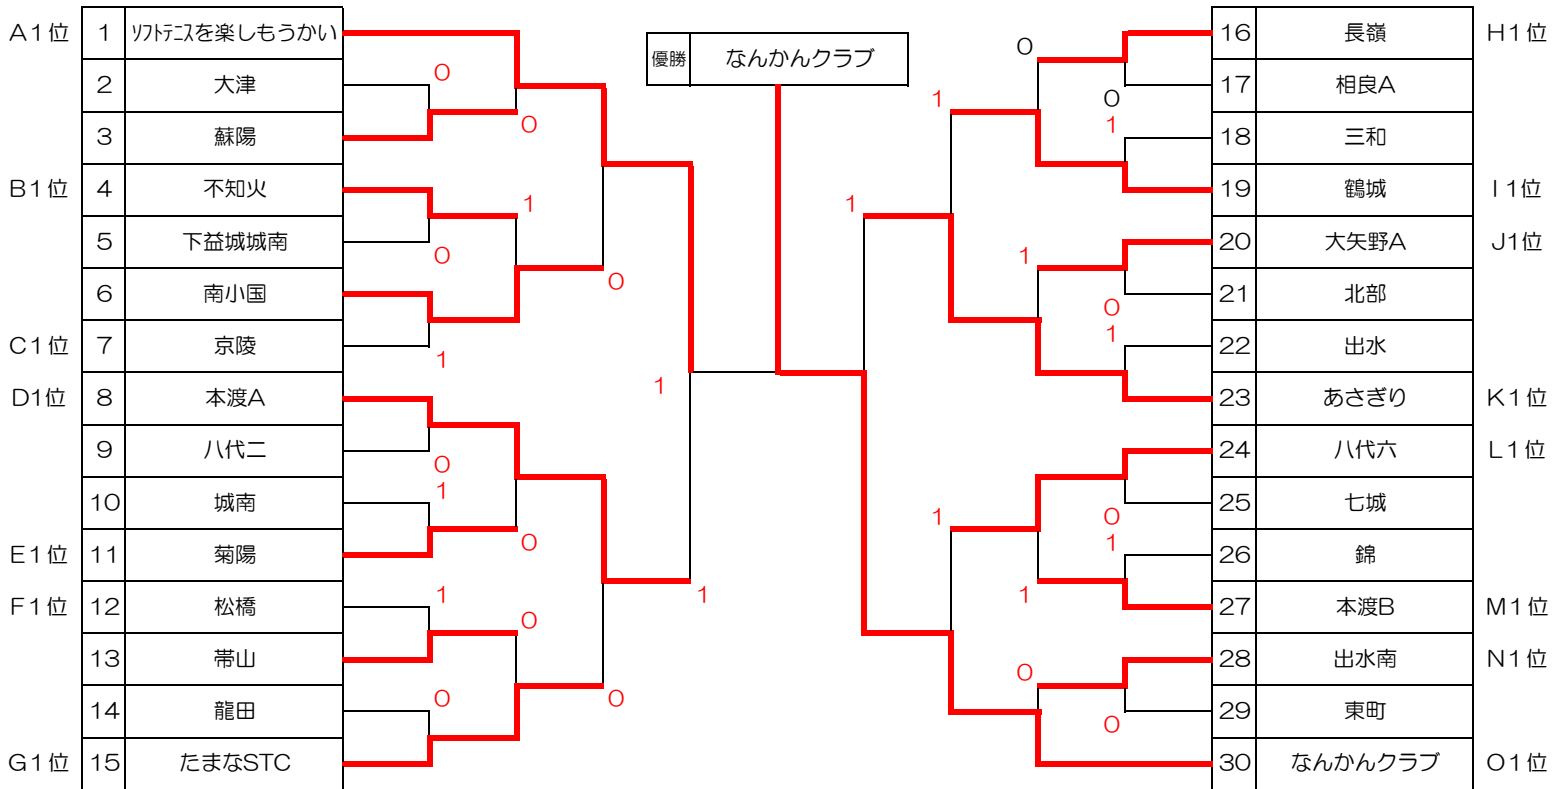 A1位 1 ソフトテニスを楽しもうかい
2 大津
3 蘇陽
B1位 4 不知火
5 下益城城南
6 南小国
C1位 7 京陵
D1位 8 本渡A
9 八代二
10 城南
E1位 11 菊陽
F1位 12 松橋
13 帯山
14 龍田
G1位 15 たまなSTC
0
0
1
0
0
1
1
0
1
0
1
1
0
0
0
優勝 なんかんクラブ
0
1
0
1
1
1
0
1
1
0
1
1
0
0
16 長嶺 H1位
17 相良A
18 三和
19 鶴城 I1位
20 大矢野A J1位
21 北部
22 出水
23 あさぎり K1位
24 八代六 L1位
25 七城
26 錦
27 本渡B M1位
28 出水南 N1位
29 東町
30 なんかんクラブ O1位